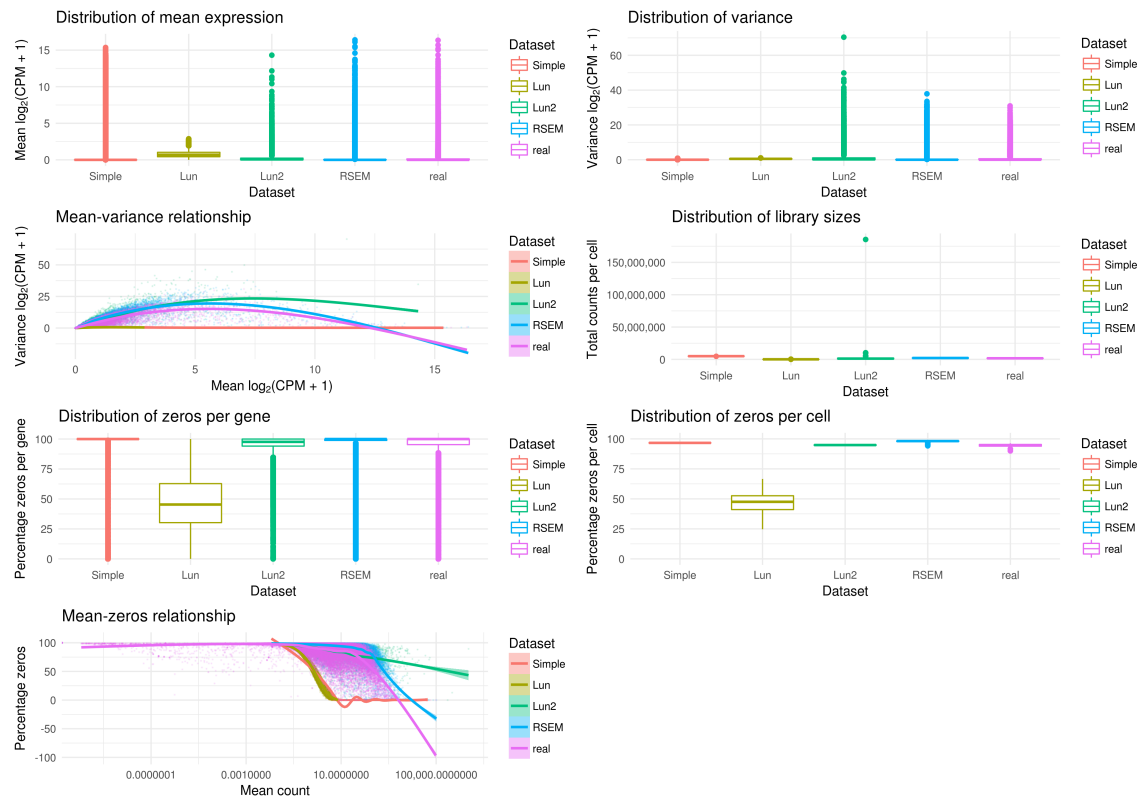 Distribution of mean expression
Mean log2(CPM + 1)
15
10
5
0
Simple
Lun
Lun2
RSEM
real
Dataset
Dataset
Simple
Lun
Lun2
RSEM
real
Distribution of variance
Variance log2(CPM + 1)
60
40
20
0
Simple
Lun
Lun2
RSEM
real
Dataset
Dataset
Simple
Lun
Lun2
RSEM
real
Mean-variance relationship
Variance log2(CPM + 1)
50
25
0
0
5
10
15
Mean log2(CPM + 1)
Dataset
Simple
Lun
Lun2
RSEM
real
Distribution of library sizes
Total counts per cell
150,000,000
100,000,000
50,000,000
0
Simple
Lun
Lun2
RSEM
real
Dataset
Dataset
Simple
Lun
Lun2
RSEM
real
Distribution of zeros per gene
Percentage zeros per gene
100
75
50
25
0
Simple
Lun
Lun2
RSEM
real
Dataset
Dataset
Simple
Lun
Lun2
RSEM
real
Distribution of zeros per cell
Percentage zeros per cell
100
75
50
25
0
Simple
Lun
Lun2
RSEM
real
Dataset
Dataset
Simple
Lun
Lun2
RSEM
real
Mean-zeros relationship
Percentage zeros
100
50
0
-50
-100
0.0000001
0.0010000
10.0000000
100,000.0000000
Mean count
Dataset
Simple
Lun
Lun2
RSEM
real